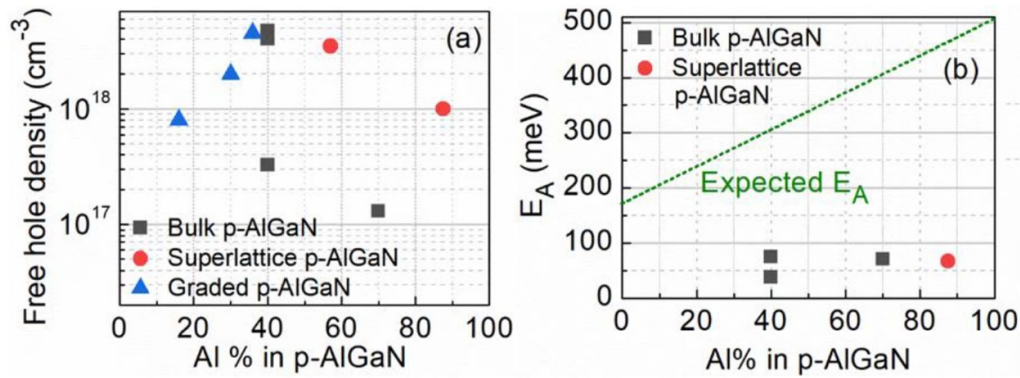 Free hole density (cm⁻³)
10¹⁸
10¹⁷
(a)
Bulk p-AlGaN
Superlattice p-AlGaN
Graded p-AlGaN
0 20 40 60 80 100
Al % in p-AlGaN
E_A (meV)
500
400
300
200
100
0
Bulk p-AlGaN
Superlattice
p-AlGaN
(b)
Expected E_A
0 20 40 60 80 100
Al% in p-AlGaN